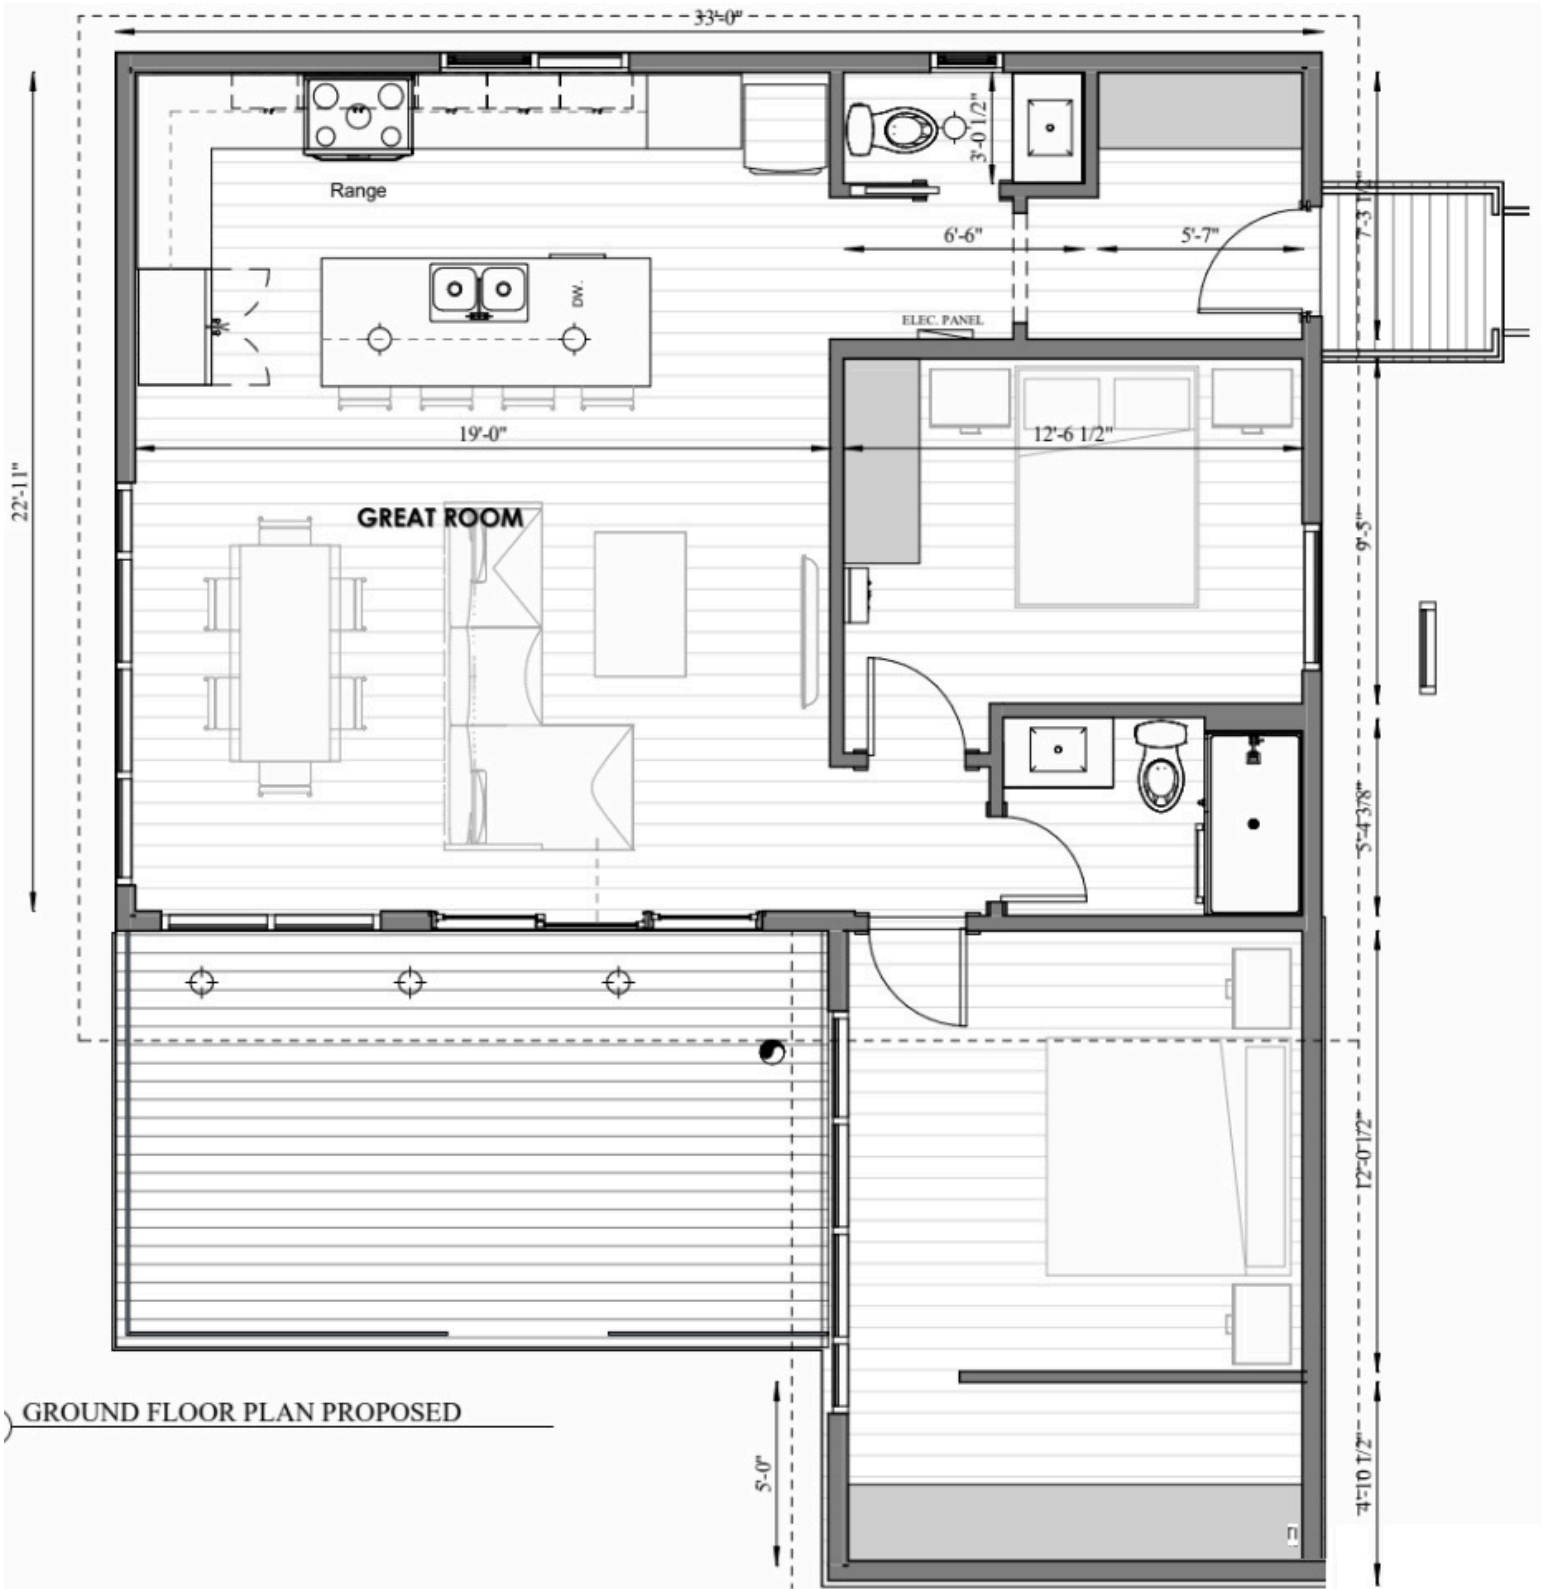 33'-0"
Range
3'-0 1/2"
7'-3 1/2"
6'-6"
5'-7"
DW.
ELEC. PANEL
19'-0"
12'-6 1/2"
22'-11"
GREAT ROOM
9'-5"
5'-4 3/8"
12'-0 1/2"
GROUND FLOOR PLAN PROPOSED
5'-0"
4'-10 1/2"